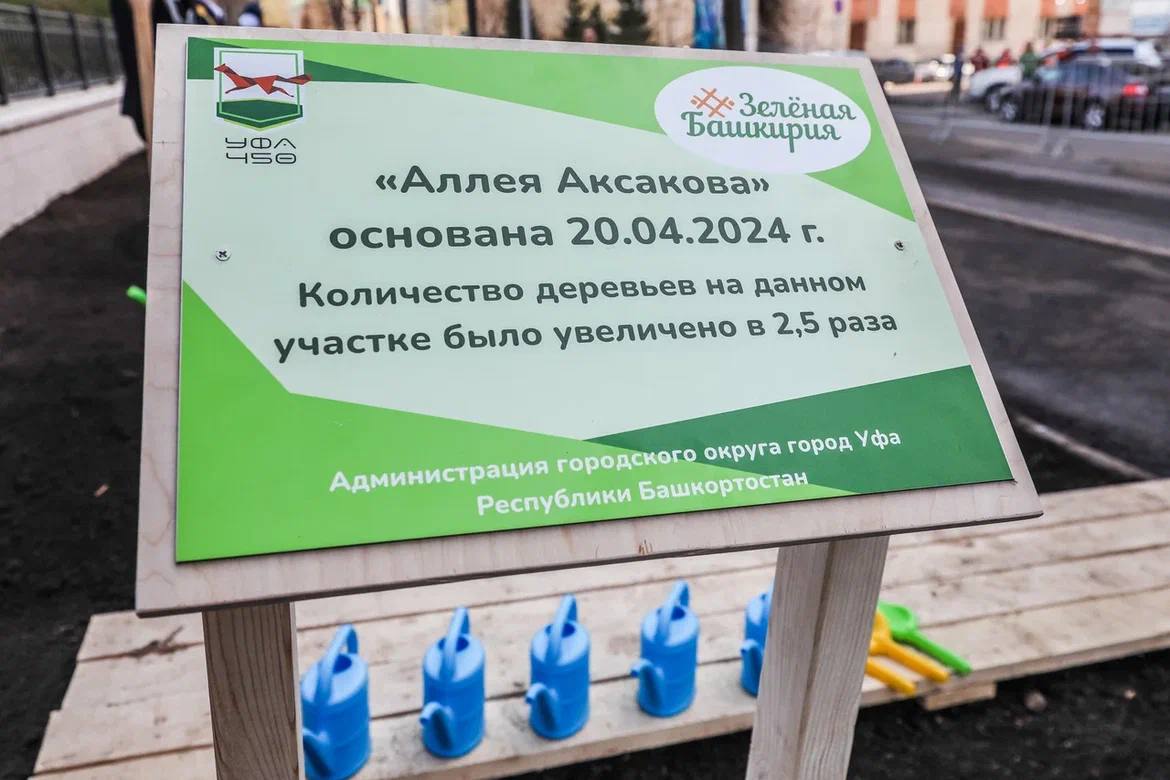 УФА
450
Зелёная
Башкирия
«Аллея Аксакова»
основана 20.04.2024 г.
Количество деревьев на данном
участке было увеличено в 2,5 раза
Администрация городского округа город Уфа
Республики Башкортостан